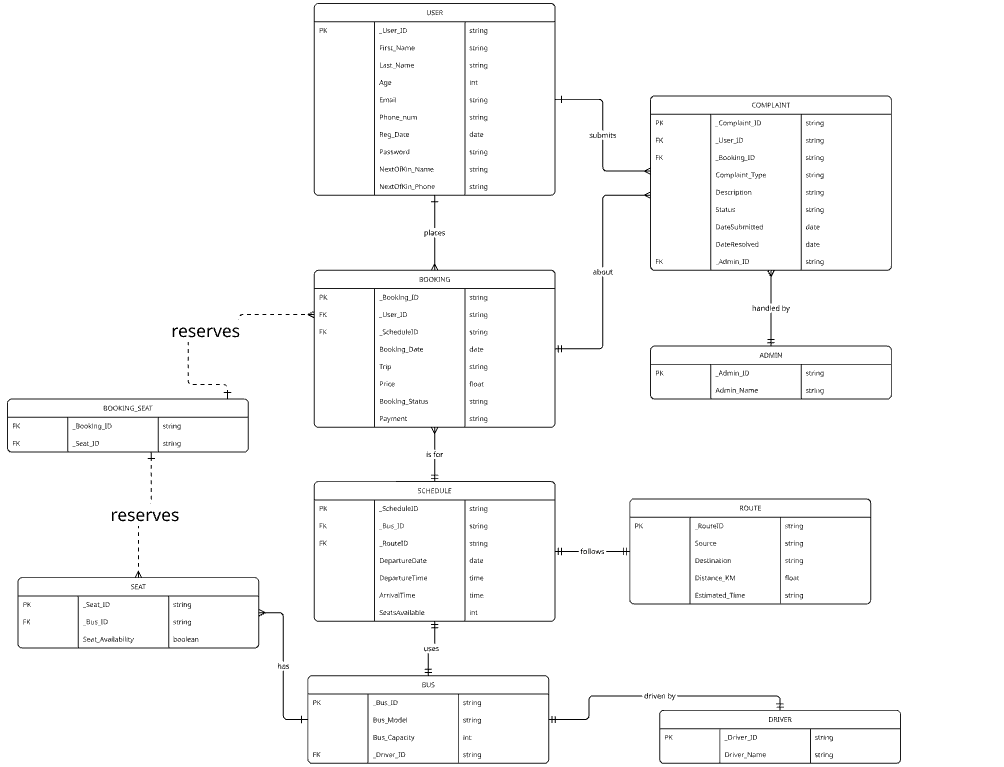 USER
PK _User_ID string
First_Name string
Last_Name string
Age int
Email string
Phone_num string
Reg_Date date
Password string
NextOfKin_Name string
NextOfKin_Phone string
submits
COMPLAINT
PK _Complaint_ID string
FK _User_ID string
FK _Booking_ID string
Complaint_Type string
Description string
Status string
DateSubmitted date
DateResolved date
FK _Admin_ID string
places
about
handled by
BOOKING
PK _Booking_ID string
FK _User_ID string
FK _ScheduleID string
Booking_Date date
Trip string
Price float
Booking_Status string
Payment string
reserves
ADMIN
PK _Admin_ID string
Admin_Name string
BOOKING_SEAT
FK _Booking_ID string
FK _Seat_ID string
is for
SCHEDULE
PK _ScheduleID string
FK _Bus_ID string
FK _RouteID string
DepartureDate date
DepartureTime time
ArrivalTime time
SeatsAvailable int
follows
ROUTE
PK _RouteID string
Source string
Destination string
Distance_KM float
Estimated_Time string
reserves
SEAT
PK _Seat_ID string
FK _Bus_ID string
Seat_Availability boolean
has
uses
BUS
PK _Bus_ID string
Bus_Model string
Bus_Capacity int
FK _Driver_ID string
driven by
DRIVER
PK _Driver_ID string
Driver_Name string